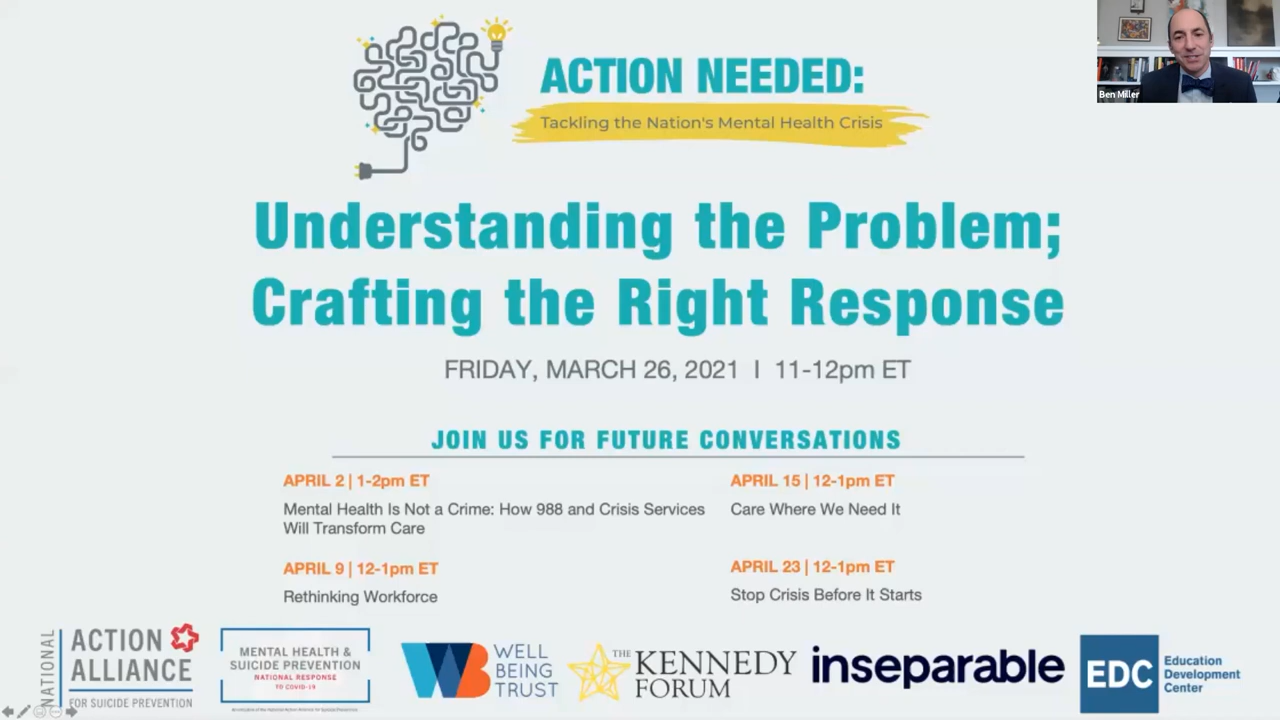 Ben Miller
ACTION NEEDED:
Tackling the Nation's Mental Health Crisis
Understanding the Problem;
Crafting the Right Response
FRIDAY, MARCH 26, 2021 | 11-12pm ET
JOIN US FOR FUTURE CONVERSATIONS
APRIL 2 | 1-2pm ET
Mental Health Is Not a Crime: How 988 and Crisis Services
Will Transform Care
APRIL 9 | 12-1pm ET
Rethinking Workforce
APRIL 15 | 12-1pm ET
Care Where We Need It
APRIL 23 | 12-1pm ET
Stop Crisis Before It Starts
NATIONAL
ACTION
ALLIANCE
FOR SUICIDE PREVENTION
MENTAL HEALTH &
SUICIDE PREVENTION
NATIONAL RESPONSE
TO COVID-19
WB
WELL
BEING
TRUST
THE
KENNEDY
FORUM
inseparable
EDC
Education
Development
Center